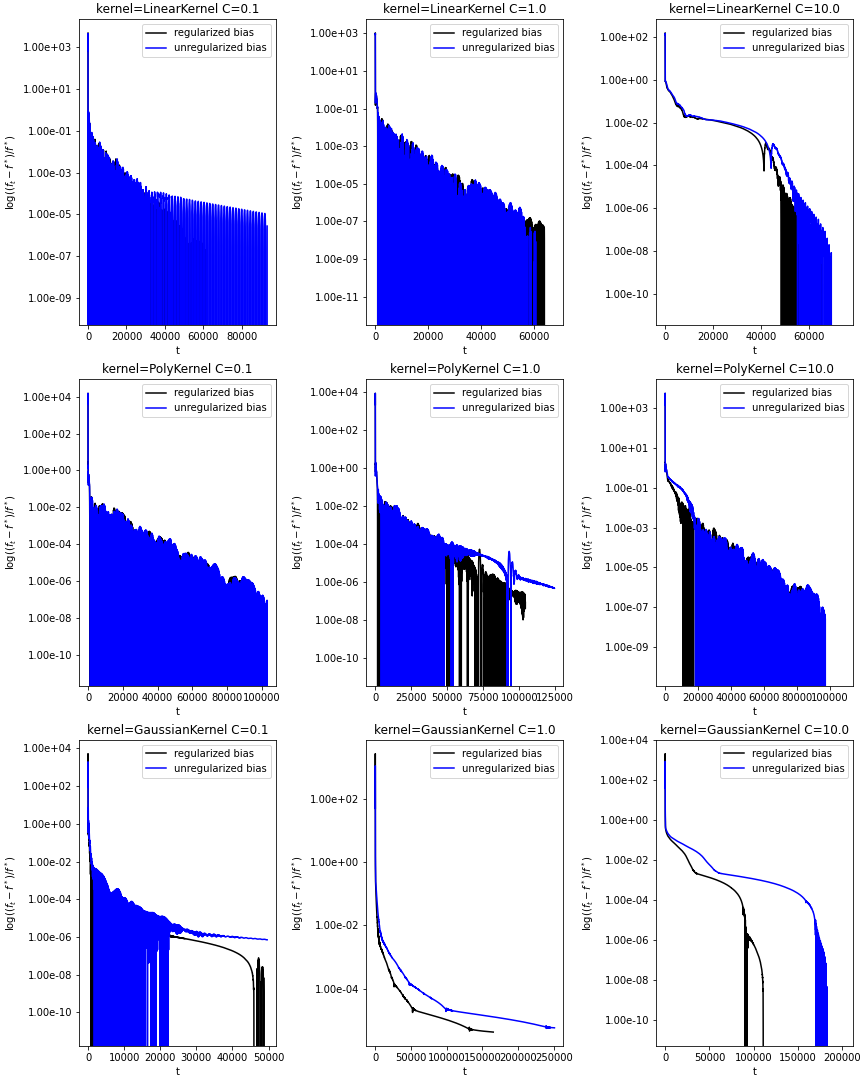 kernel=LinearKernel C=0.1
regularized bias
unregularized bias
1.00e+03
1.00e+01
1.00e-01
1.00e-03
1.00e-05
1.00e-07
1.00e-09
log((f_t − f^*)/f^*)
0 20000 40000 60000 80000
t
kernel=LinearKernel C=1.0
regularized bias
unregularized bias
1.00e+03
1.00e+01
1.00e-01
1.00e-03
1.00e-05
1.00e-07
1.00e-09
1.00e-11
log((f_t − f^*)/f^*)
0 20000 40000 60000
t
kernel=LinearKernel C=10.0
regularized bias
unregularized bias
1.00e+02
1.00e+00
1.00e-02
1.00e-04
1.00e-06
1.00e-08
1.00e-10
log((f_t − f^*)/f^*)
0 20000 40000 60000
t
kernel=PolyKernel C=0.1
regularized bias
unregularized bias
1.00e+04
1.00e+02
1.00e+00
1.00e-02
1.00e-04
1.00e-06
1.00e-08
1.00e-10
log((f_t − f^*)/f^*)
0 20000 40000 60000 80000 100000
t
kernel=PolyKernel C=1.0
regularized bias
unregularized bias
1.00e+04
1.00e+02
1.00e+00
1.00e-02
1.00e-04
1.00e-06
1.00e-08
1.00e-10
log((f_t − f^*)/f^*)
0 25000 50000 75000 100000 125000
t
kernel=PolyKernel C=10.0
regularized bias
unregularized bias
1.00e+03
1.00e+01
1.00e-01
1.00e-03
1.00e-05
1.00e-07
1.00e-09
log((f_t − f^*)/f^*)
0 20000 40000 60000 80000 100000
t
kernel=GaussianKernel C=0.1
regularized bias
unregularized bias
1.00e+04
1.00e+02
1.00e+00
1.00e-02
1.00e-04
1.00e-06
1.00e-08
1.00e-10
log((f_t − f^*)/f^*)
0 10000 20000 30000 40000 50000
t
kernel=GaussianKernel C=1.0
regularized bias
unregularized bias
1.00e+02
1.00e+00
1.00e-02
1.00e-04
log((f_t − f^*)/f^*)
0 50000 100000 150000 200000 250000
t
kernel=GaussianKernel C=10.0
regularized bias
unregularized bias
1.00e+04
1.00e+02
1.00e+00
1.00e-02
1.00e-04
1.00e-06
1.00e-08
1.00e-10
log((f_t − f^*)/f^*)
0 50000 100000 150000 200000
t